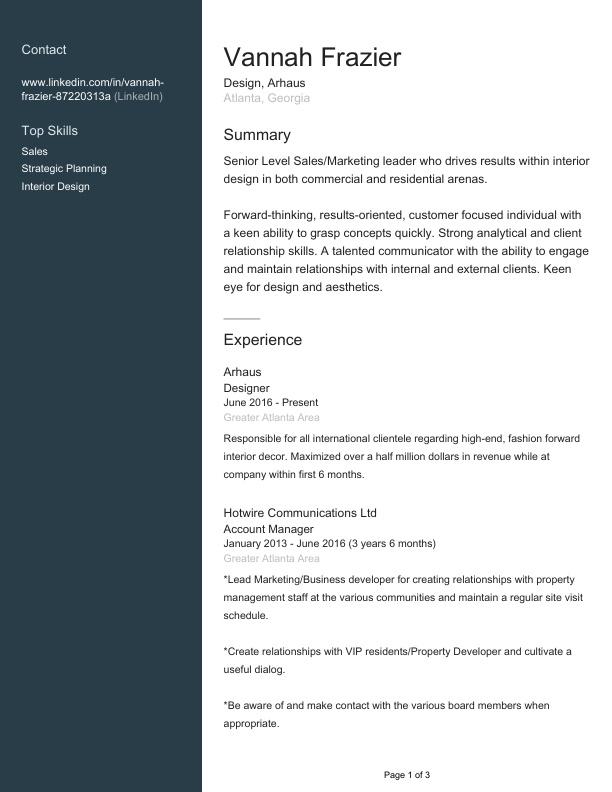 Contact
www.linkedin.com/in/vannah-
frazier-87220313a (LinkedIn)
Top Skills
Sales
Strategic Planning
Interior Design
Vannah Frazier
Design, Arhaus
Atlanta, Georgia
Summary
Senior Level Sales/Marketing leader who drives results within interior
design in both commercial and residential arenas.
Forward-thinking, results-oriented, customer focused individual with
a keen ability to grasp concepts quickly. Strong analytical and client
relationship skills. A talented communicator with the ability to engage
and maintain relationships with internal and external clients. Keen
eye for design and aesthetics.
Experience
Arhaus
Designer
June 2016 - Present
Greater Atlanta Area
Responsible for all international clientele regarding high-end, fashion forward
interior decor. Maximized over a half million dollars in revenue while at
company within first 6 months.
Hotwire Communications Ltd
Account Manager
January 2013 - June 2016 (3 years 6 months)
Greater Atlanta Area
*Lead Marketing/Business developer for creating relationships with property
management staff at the various communities and maintain a regular site visit
schedule.
*Create relationships with VIP residents/Property Developer and cultivate a
useful dialog.
*Be aware of and make contact with the various board members when
appropriate.
Page 1 of 3